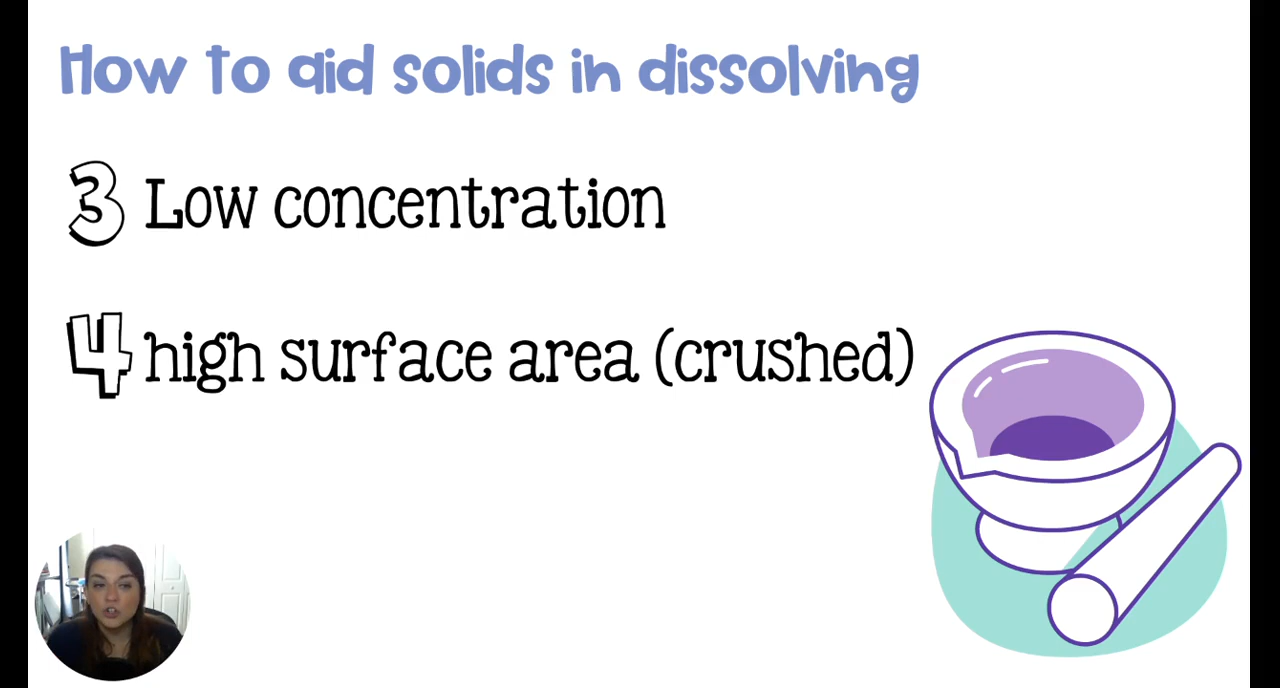 How to aid solids in dissolving
3 Low concentration
4 high surface area (crushed)